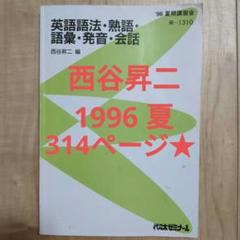 '96 夏期講習会
英-1310
英語語法・熟語・
語彙・発音・会話
西谷昇二 編
西谷昇二
1996 夏
314ページ★
代々木ゼミナール